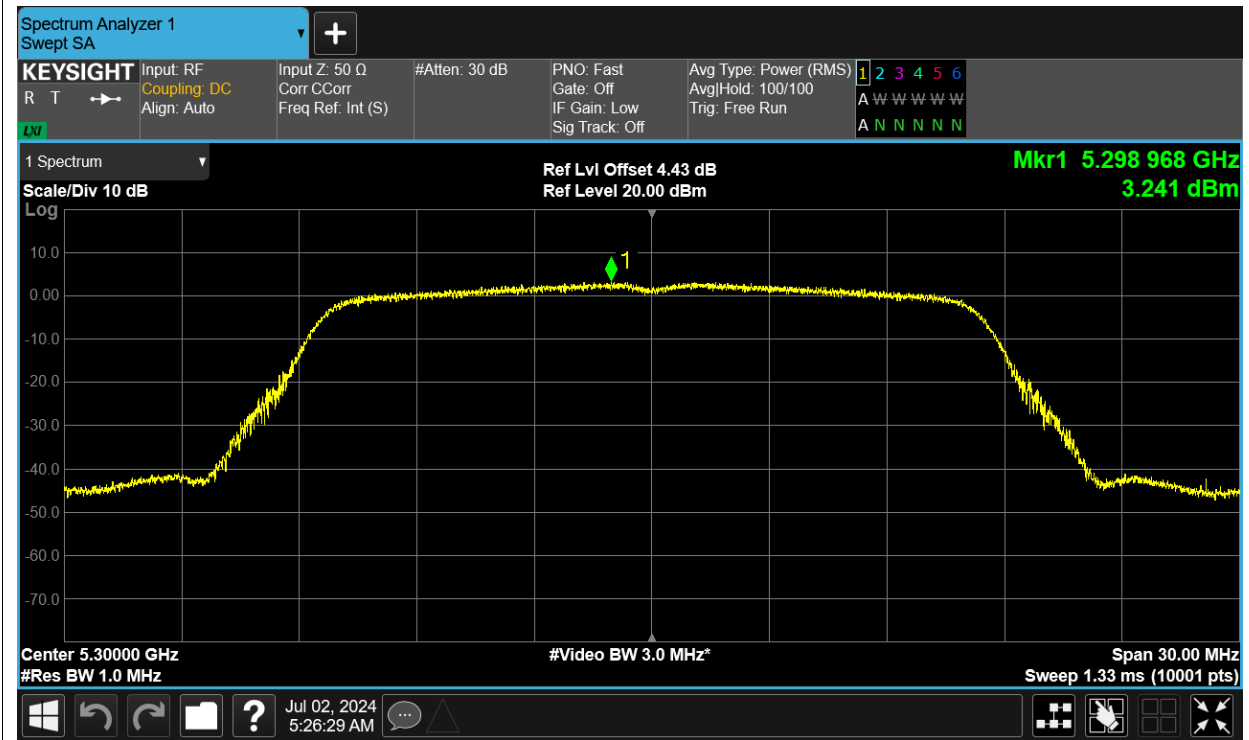 Spectrum Analyzer 1
Swept SA
+
KEYSIGHT
R T
LXI
Input: RF
Coupling: DC
Align: Auto
Input Z: 50 Ω
Corr CCorr
Freq Ref: Int (S)
#Atten: 30 dB
PNO: Fast
Gate: Off
IF Gain: Low
Sig Track: Off
Avg Type: Power (RMS)
Avg|Hold: 100/100
Trig: Free Run
1 2 3 4 5 6
A W W W W W
A N N N N N
1 Spectrum
Scale/Div 10 dB
Log
Ref Lvl Offset 4.43 dB
Ref Level 20.00 dBm
Mkr1 5.298 968 GHz
3.241 dBm
1
10.0
0.00
-10.0
-20.0
-30.0
-40.0
-50.0
-60.0
-70.0
Center 5.30000 GHz
#Res BW 1.0 MHz
#Video BW 3.0 MHz*
Span 30.00 MHz
Sweep 1.33 ms (10001 pts)
?
Jul 02, 2024
5:26:29 AM